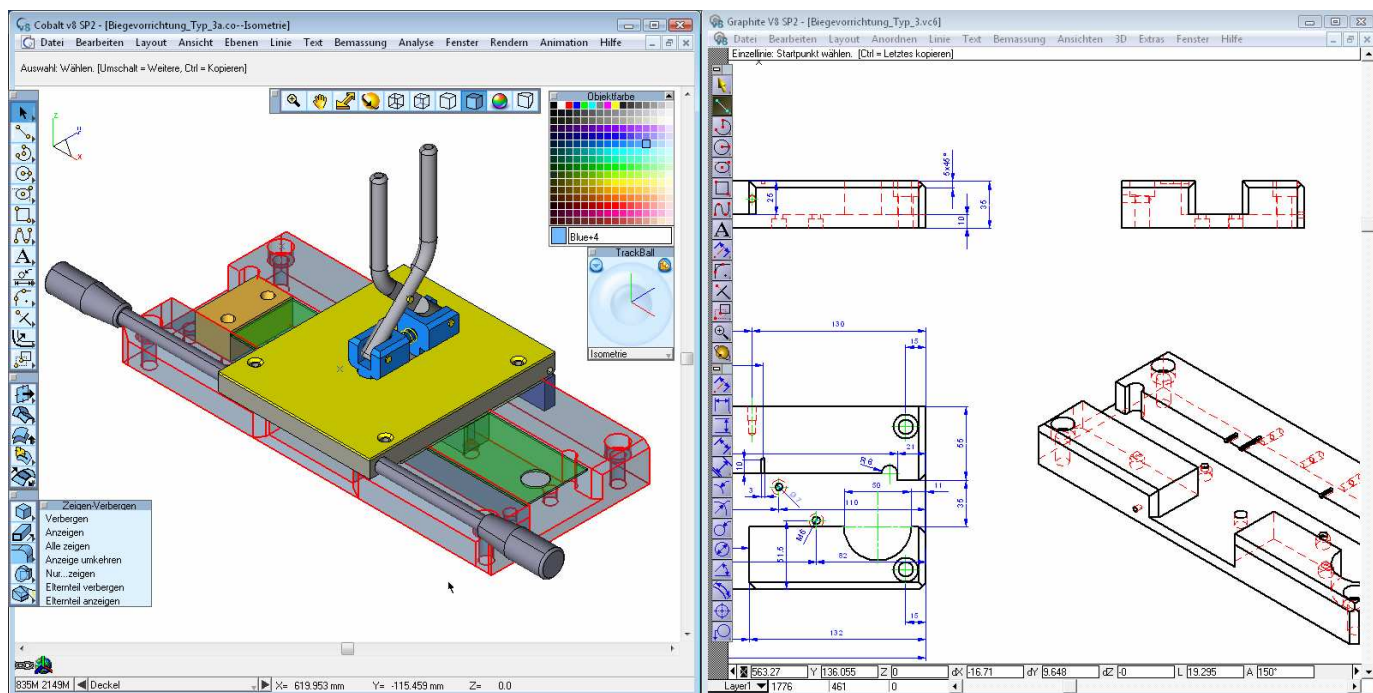 Cobalt v8 SP2 - [Biegevorrichtung_Typ_3a.co--Isometrie]
Datei Bearbeiten Layout Ansicht Ebenen Linie Text Bemassung Analyse Fenster Rendern Animation Hilfe
Auswahl: Wählen. [Umschalt = Weitere, Ctrl = Kopieren]
Objektfarbe
Blue+4
TrackBall
Isometrie
z
y
x
A
Zeigen-Verbergen
Verbergen
Anzeigen
Alle zeigen
Anzeige umkehren
Nur...zeigen
Elternteil verbergen
Elternteil anzeigen
835M 2149M Deckel X= 619.953 mm Y= -115.459 mm Z= 0.0
Graphite V8 SP2 - [Biegevorrichtung_Typ_3.vc6]
Datei Bearbeiten Layout Anordnen Linie Text Bemassung Ansichten 3D Extras Fenster Hilfe
Einzellinie: Startpunkt wählen. [Ctrl = Letztes kopieren]
A
5x45°
25
10
35
130
15
55
21
R6
10
3
50
11
35
110
M6
51.5
82
15
132
X 563.27 Y 136.055 Z 0 dX -16.71 dY 9.648 dZ -0 L 19.295 A 150°
Layer1 1776 461 0